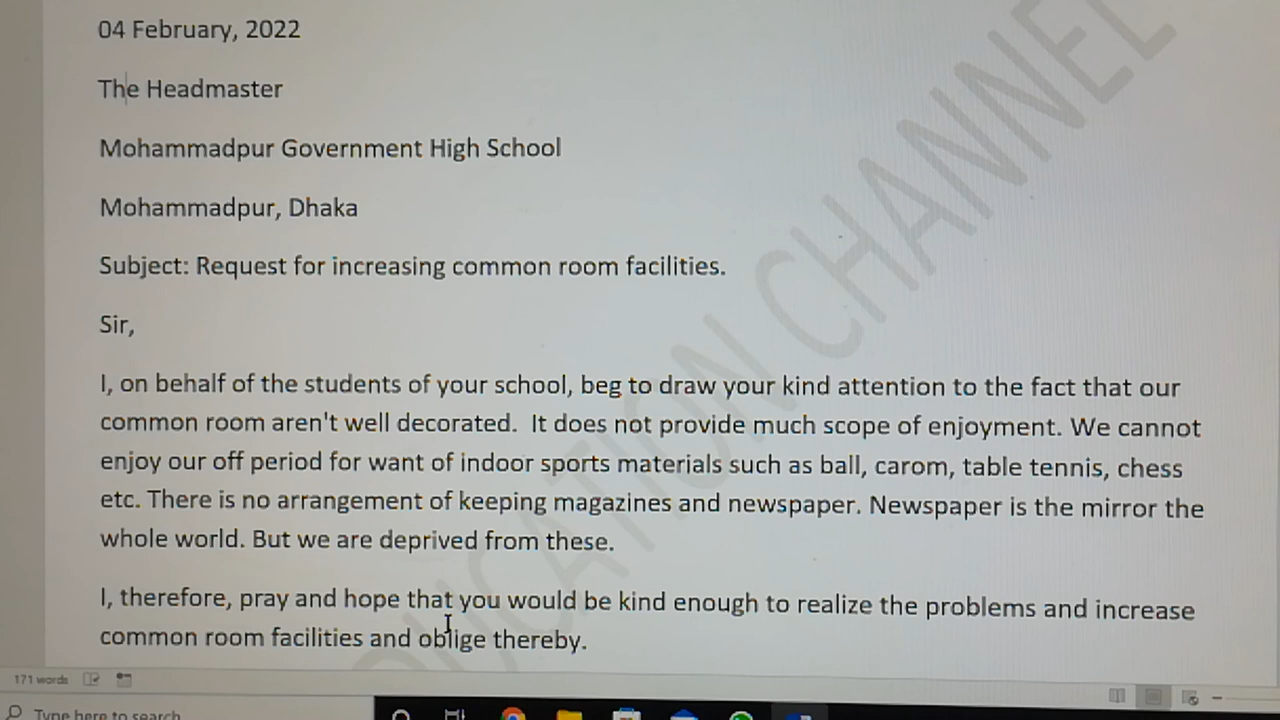 04 February, 2022
The Headmaster
Mohammadpur Government High School
Mohammadpur, Dhaka
Subject: Request for increasing common room facilities.
Sir,
I, on behalf of the students of your school, beg to draw your kind attention to the fact that our
common room aren't well decorated.  It does not provide much scope of enjoyment. We cannot
enjoy our off period for want of indoor sports materials such as ball, carom, table tennis, chess
etc. There is no arrangement of keeping magazines and newspaper. Newspaper is the mirror the
whole world. But we are deprived from these.
I, therefore, pray and hope that you would be kind enough to realize the problems and increase
common room facilities and oblige thereby.
EDUCATION CHANNEL
171 words
Type here to search